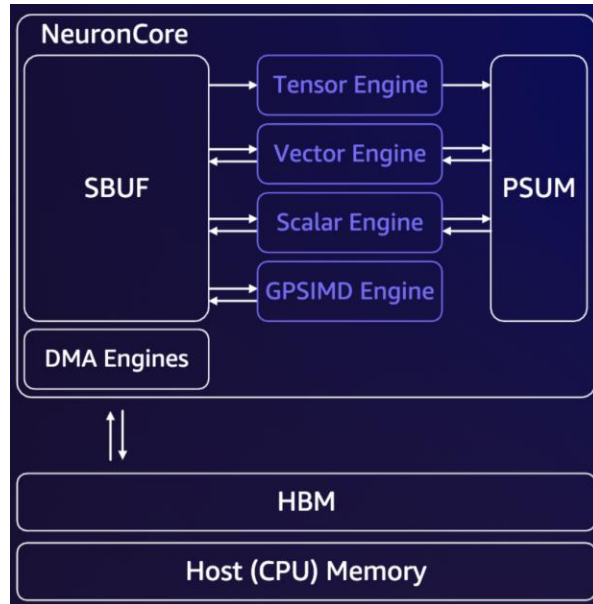 NeuronCore
SBUF
Tensor Engine
Vector Engine
Scalar Engine
GPSIMD Engine
PSUM
DMA Engines
HBM
Host (CPU) Memory